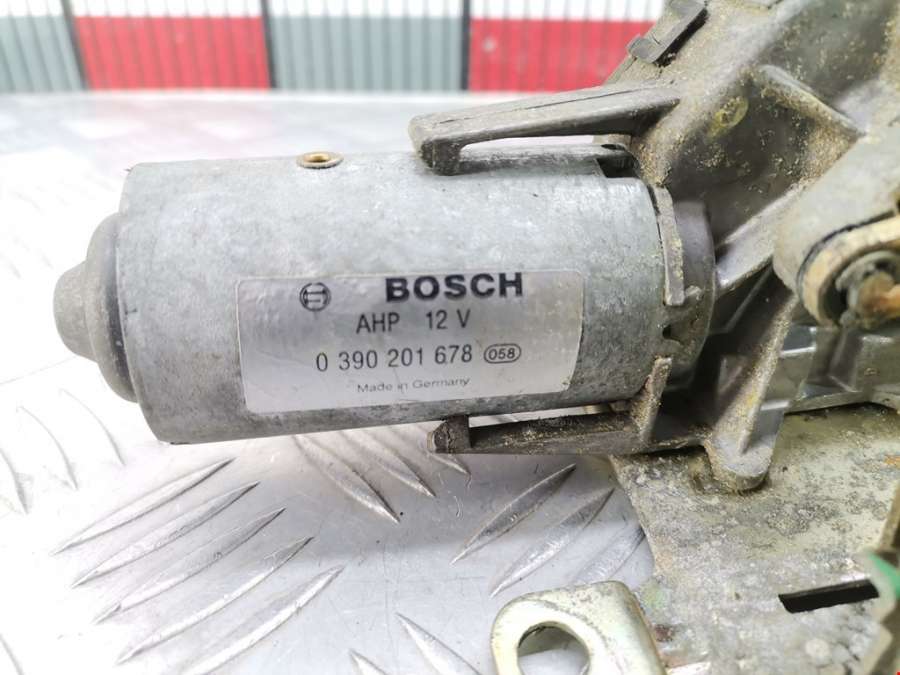 BOSCH
AHP 12 V
0 390 201 678 058
Made in Germany